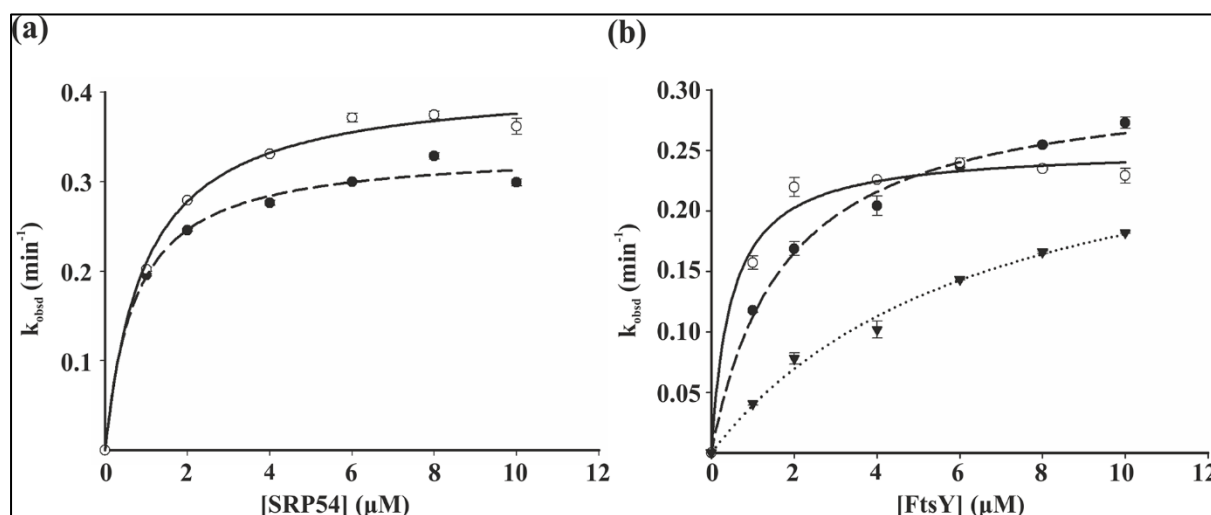 (a)
0.4
0.3
0.2
0.1
k_obsd (min⁻¹)
0 2 4 6 8 10 12
[SRP54] (µM)
(b)
0.30
0.25
0.20
0.15
0.10
0.05
k_obsd (min⁻¹)
0 2 4 6 8 10 12
[FtsY] (µM)